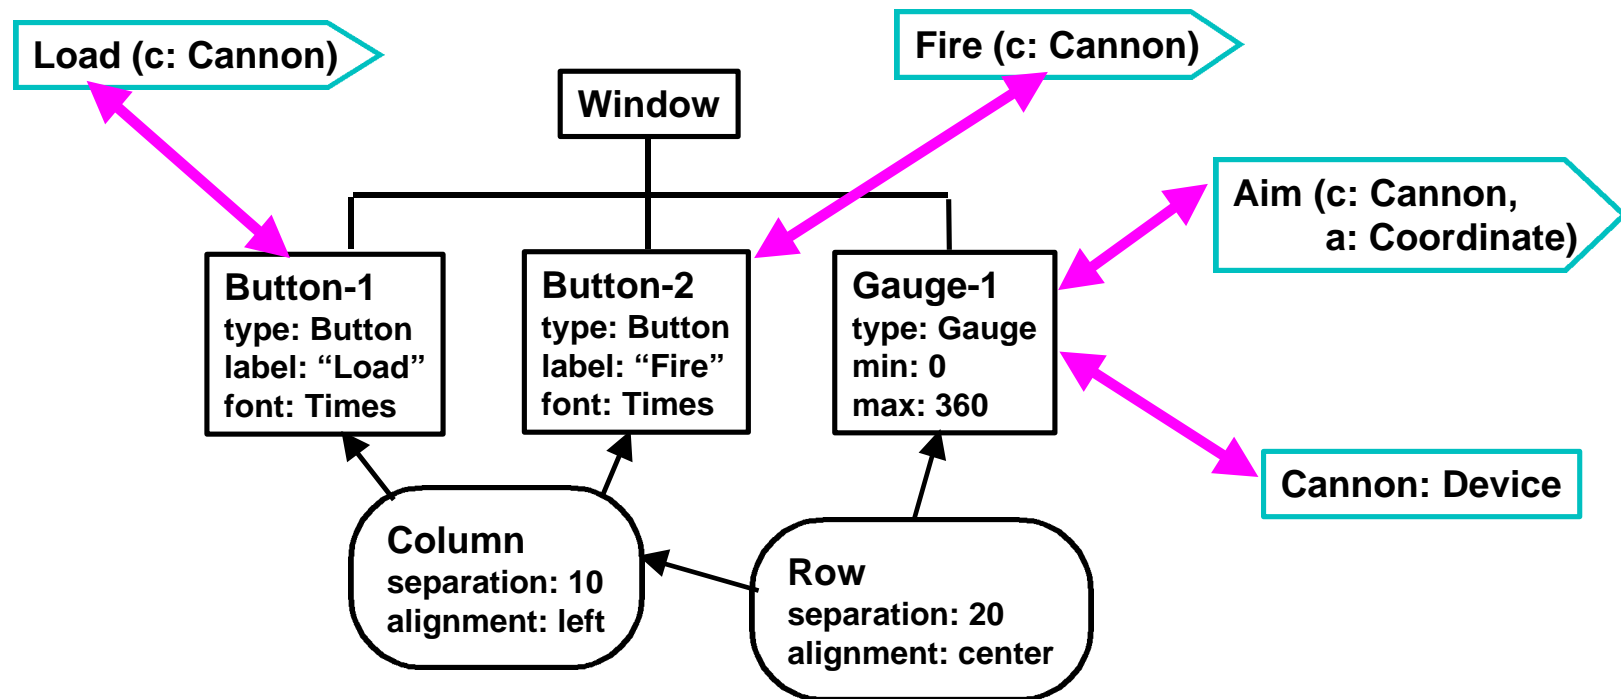 Load (c: Cannon)
Fire (c: Cannon)
Window
Aim (c: Cannon,
a: Coordinate)
Button-1
type: Button
label: “Load”
font: Times
Button-2
type: Button
label: “Fire”
font: Times
Gauge-1
type: Gauge
min: 0
max: 360
Cannon: Device
Column
separation: 10
alignment: left
Row
separation: 20
alignment: center